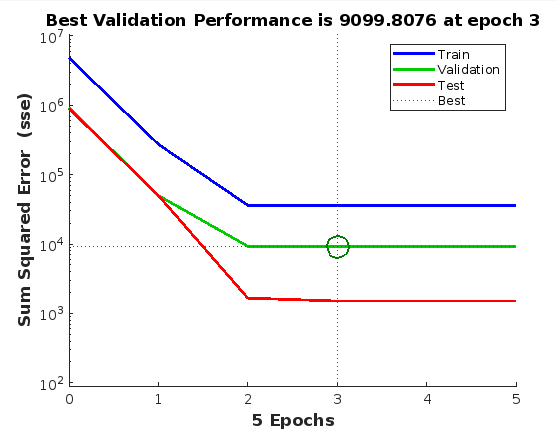 Best Validation Performance is 9099.8076 at epoch 3
10^7
10^6
10^5
10^4
10^3
10^2
Sum Squared Error (sse)
Train
Validation
Test
Best
0 1 2 3 4 5
5 Epochs